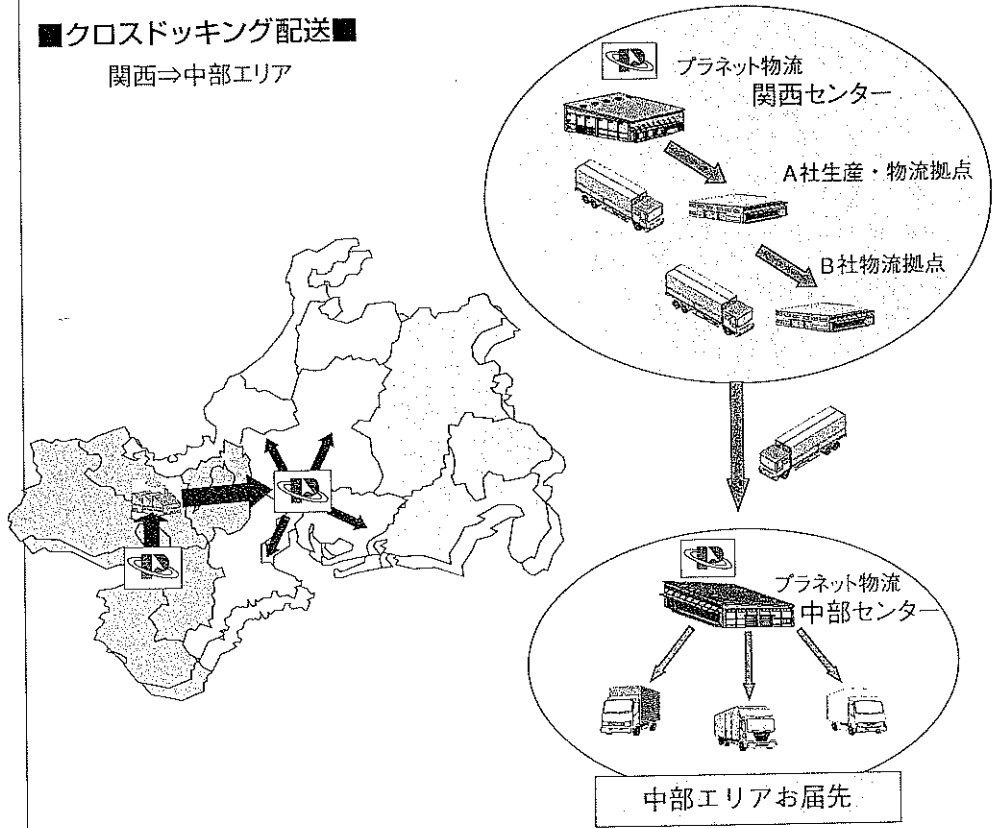 ■クロスドッキング配送■
関西⇒中部エリア
プラネット物流
関西センター
A社生産・物流拠点
B社物流拠点
プラネット物流
中部センター
中部エリアお届先